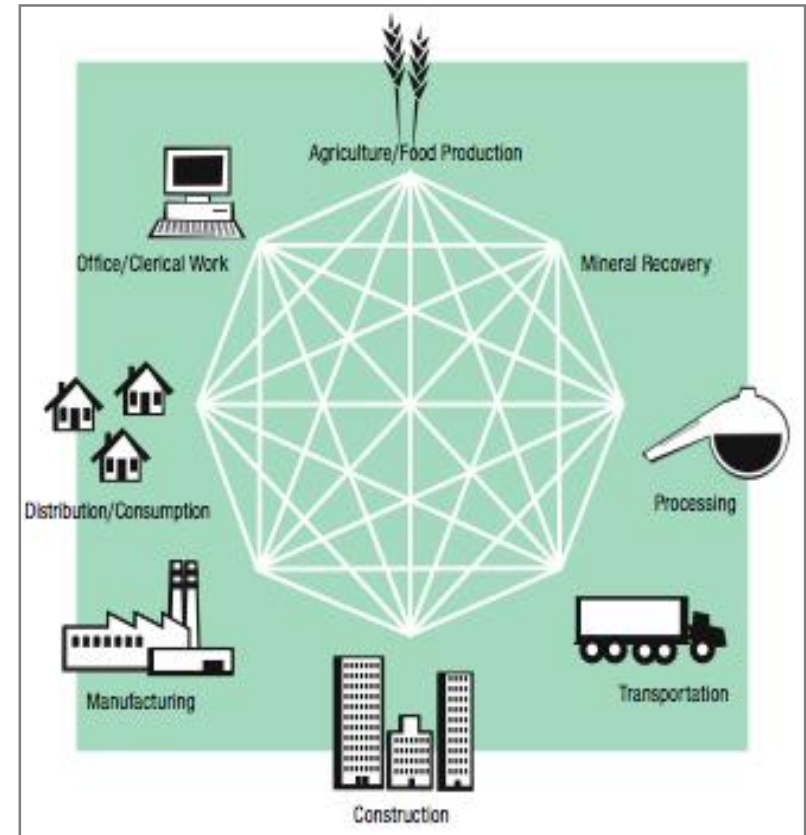 Agriculture/Food Production
Office/Clerical Work
Mineral Recovery
Distribution/Consumption
Processing
Manufacturing
Transportation
Construction